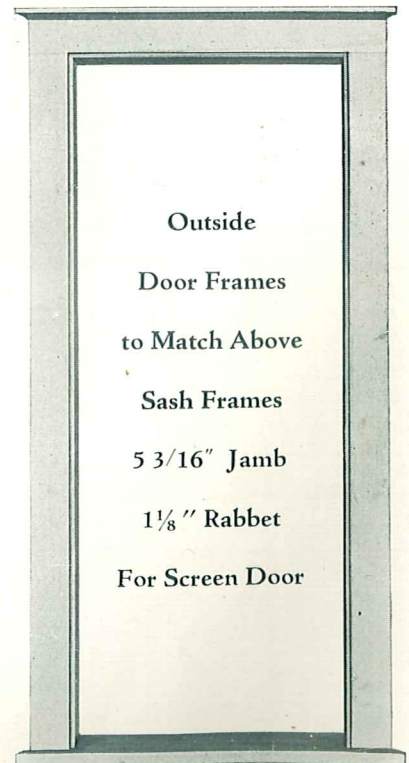 Outside
Door Frames
to Match Above
Sash Frames
5 3/16" Jamb
1⅛ " Rabbet
For Screen Door